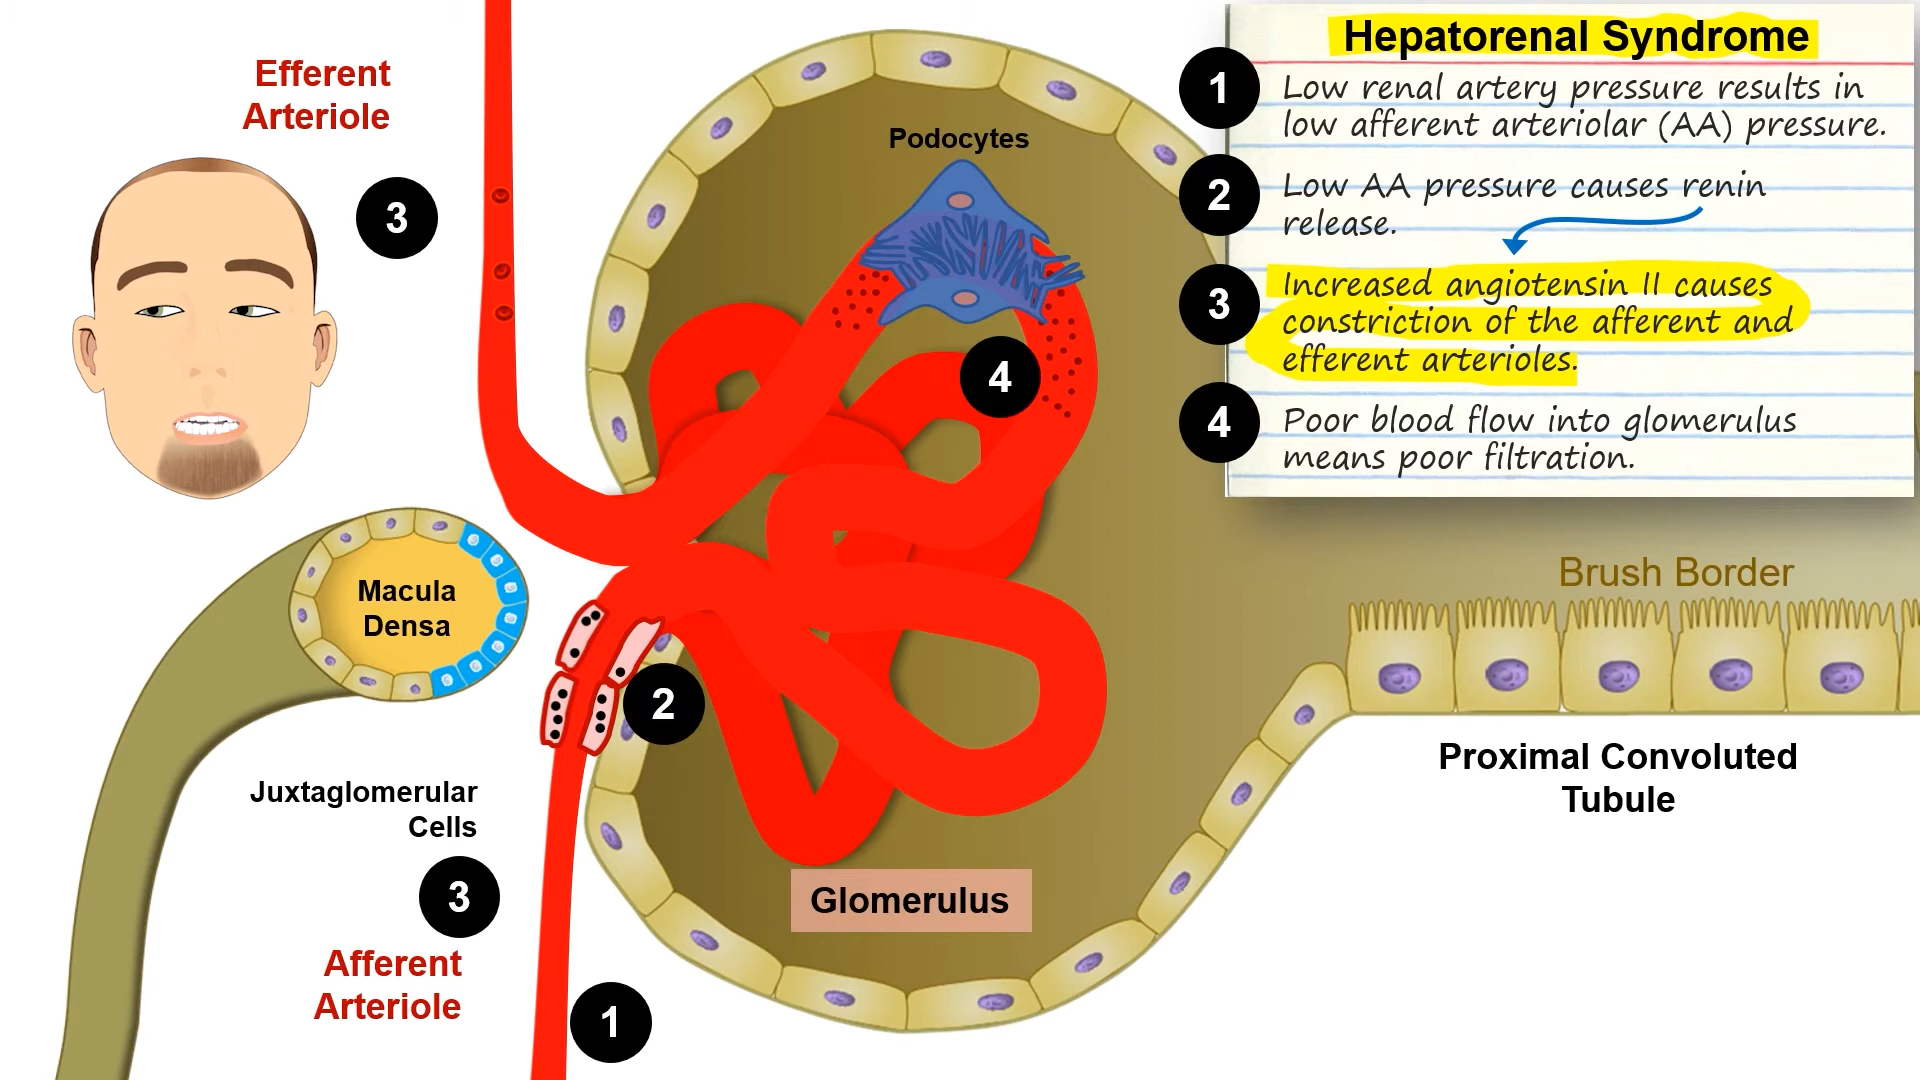 Hepatorenal Syndrome
1
Low renal artery pressure results in
low afferent arteriolar (AA) pressure.
2
Low AA pressure causes renin
release.
3
Increased angiotensin II causes
constriction of the afferent and
efferent arterioles.
4
Poor blood flow into glomerulus
means poor filtration.
Efferent
Arteriole
3
Podocytes
4
Macula
Densa
2
Brush Border
Proximal Convoluted
Tubule
Juxtaglomerular
Cells
3
Glomerulus
Afferent
Arteriole
1